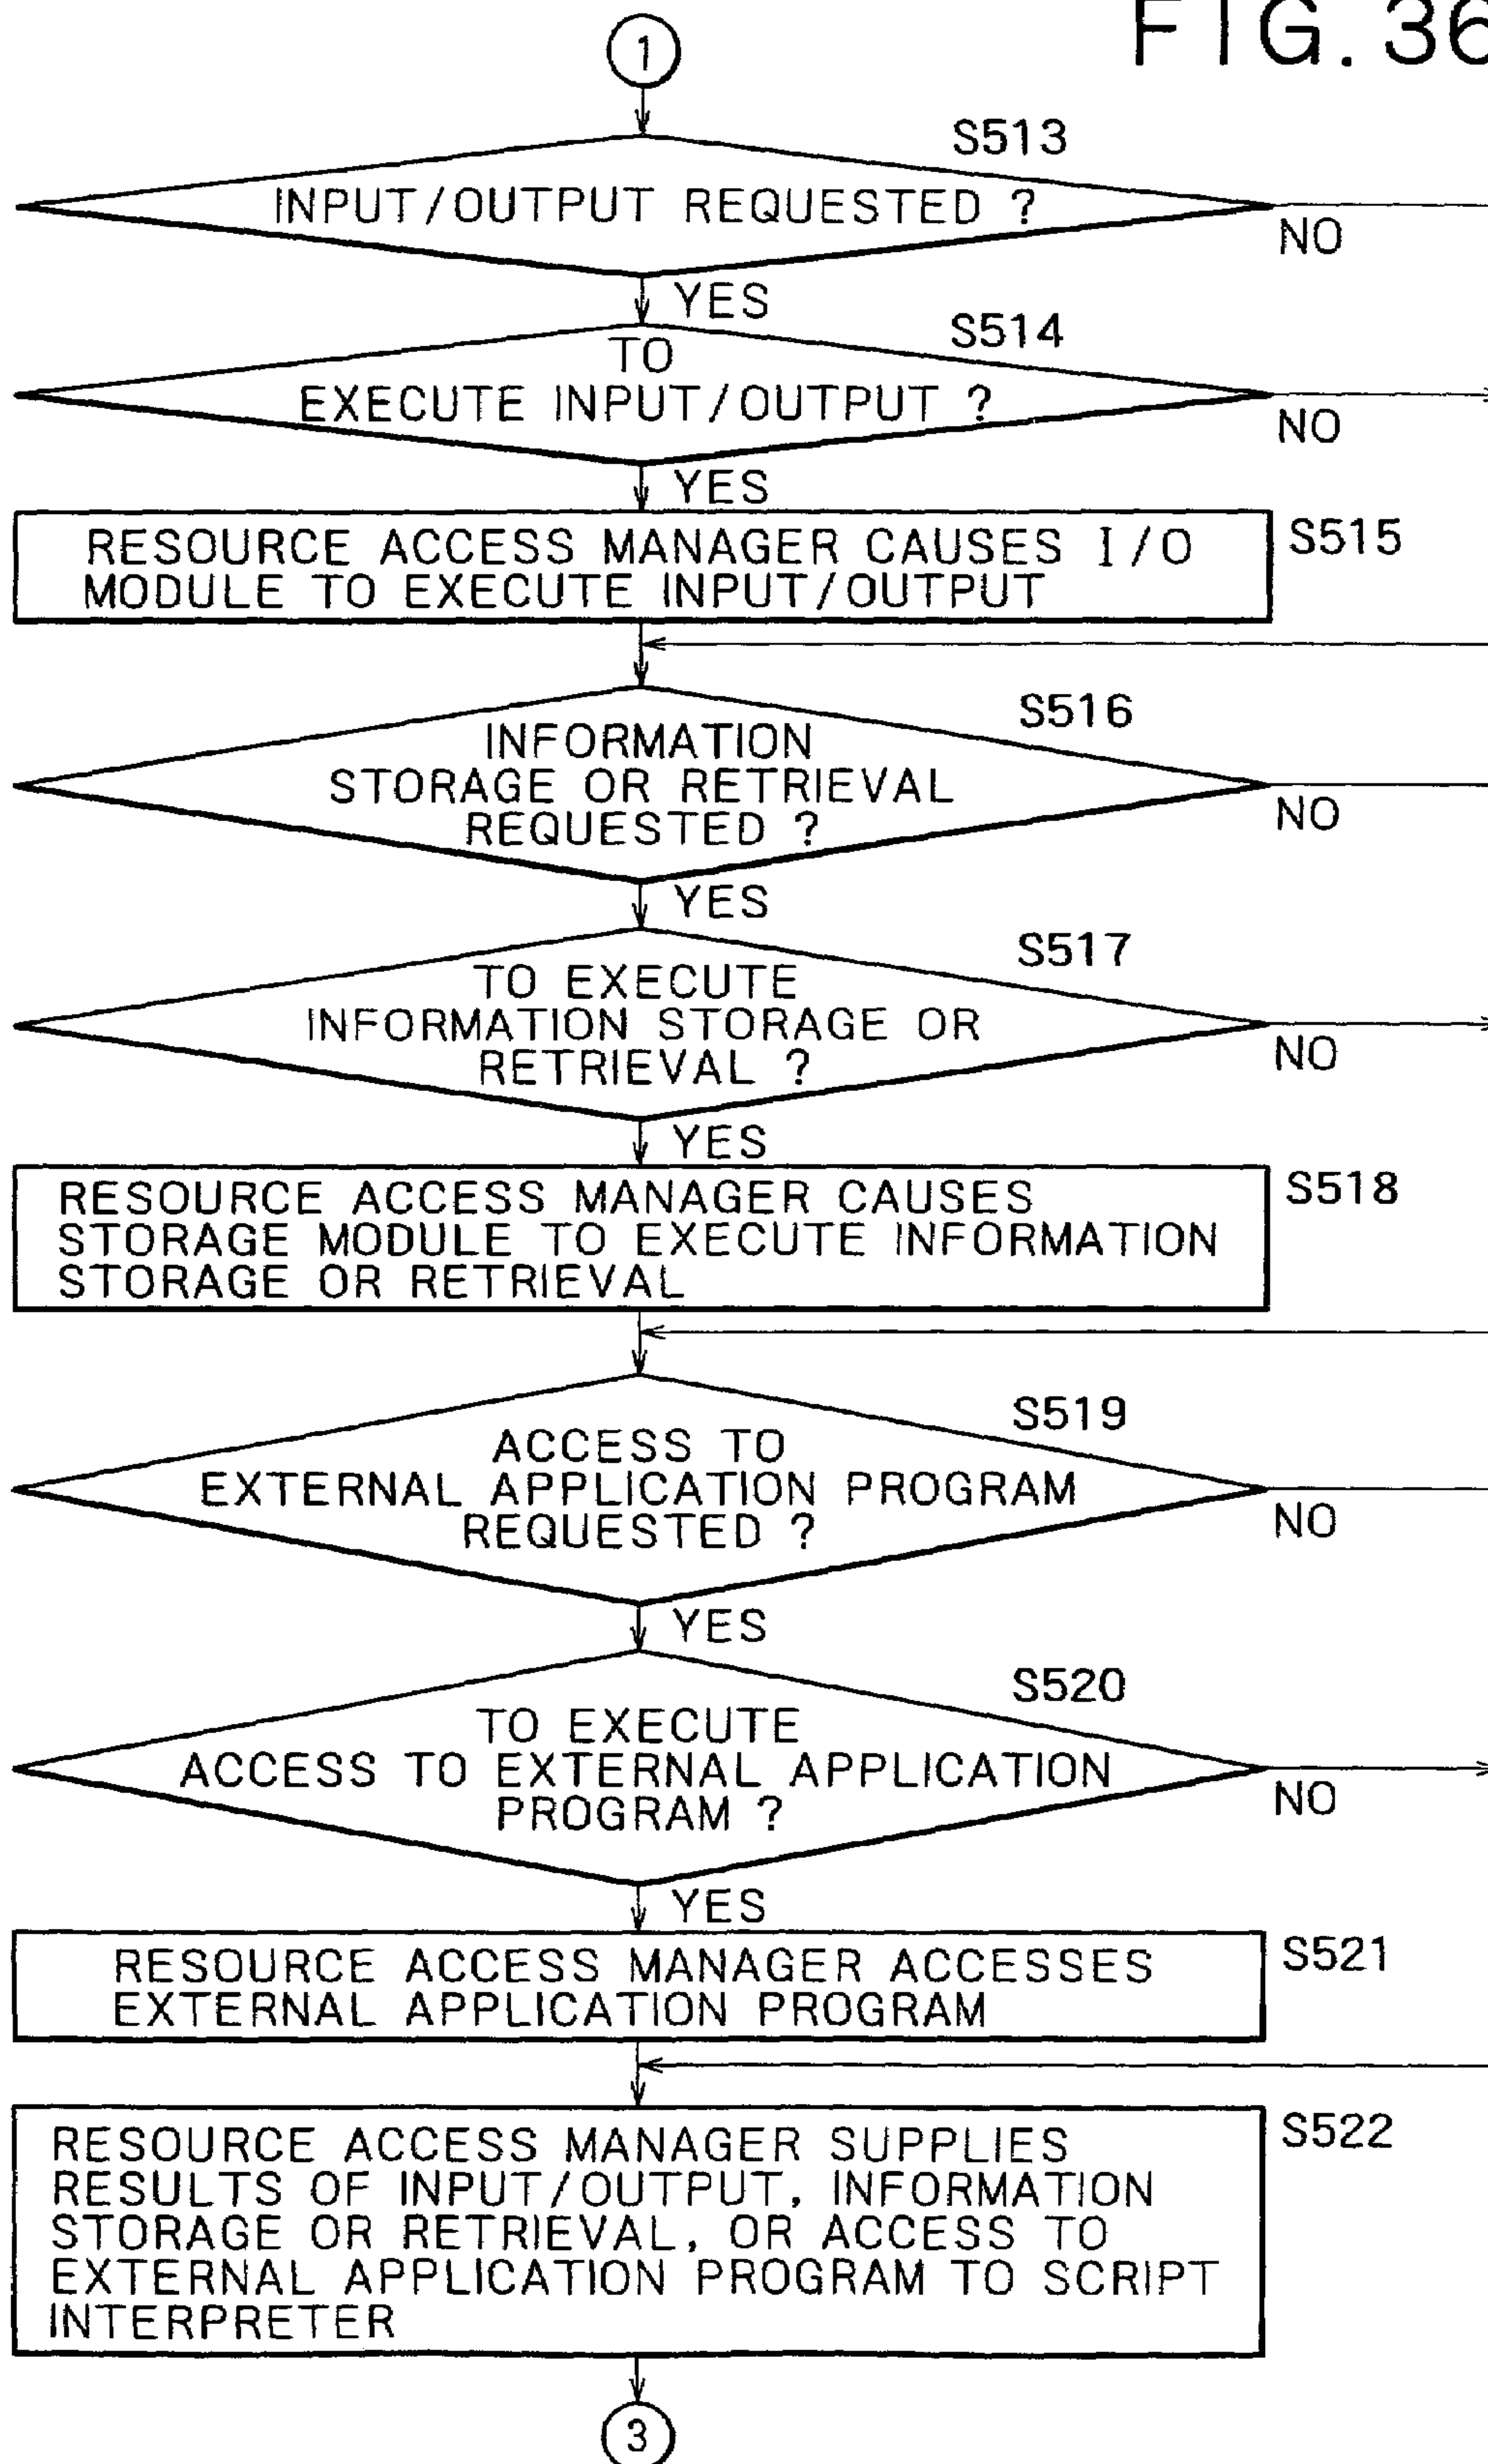 FIG. 36
1
S513
INPUT/OUTPUT REQUESTED ?
NO
YES
S514
TO
EXECUTE INPUT/OUTPUT ?
NO
YES
RESOURCE ACCESS MANAGER CAUSES I/O
MODULE TO EXECUTE INPUT/OUTPUT
S515
S516
INFORMATION
STORAGE OR RETRIEVAL
REQUESTED ?
NO
YES
S517
TO EXECUTE
INFORMATION STORAGE OR
RETRIEVAL ?
NO
YES
RESOURCE ACCESS MANAGER CAUSES
STORAGE MODULE TO EXECUTE INFORMATION
STORAGE OR RETRIEVAL
S518
S519
ACCESS TO
EXTERNAL APPLICATION PROGRAM
REQUESTED ?
NO
YES
S520
TO EXECUTE
ACCESS TO EXTERNAL APPLICATION
PROGRAM ?
NO
YES
RESOURCE ACCESS MANAGER ACCESSES
EXTERNAL APPLICATION PROGRAM
S521
RESOURCE ACCESS MANAGER SUPPLIES
RESULTS OF INPUT/OUTPUT, INFORMATION
STORAGE OR RETRIEVAL, OR ACCESS TO
EXTERNAL APPLICATION PROGRAM TO SCRIPT
INTERPRETER
S522
3